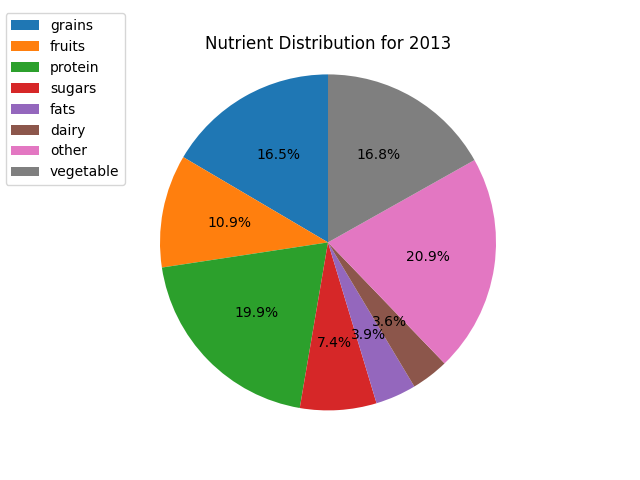 grains
fruits
protein
sugars
fats
dairy
other
vegetable
Nutrient Distribution for 2013
16.5%
16.8%
10.9%
20.9%
19.9%
3.6%
3.9%
7.4%